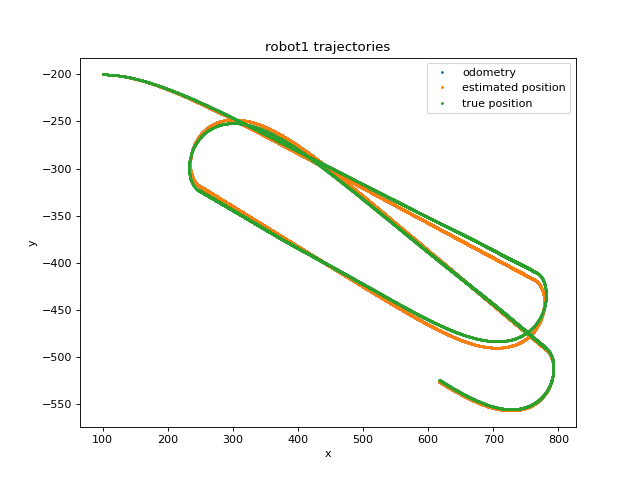 robot1 trajectories
odometry
estimated position
true position
y
−200
−250
−300
−350
−400
−450
−500
−550
100 200 300 400 500 600 700 800
x